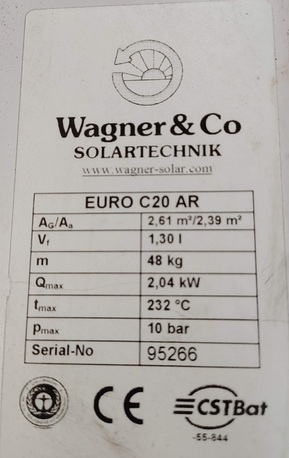 Wagner & Co
SOLARTECHNIK
www.wagner-solar.com
EURO C20 AR
AG/Aa 2,61 m²/2,39 m²
Vf 1,30 l
m 48 kg
Qmax 2,04 kW
tmax 232 °C
pmax 10 bar
Serial-No 95266
CE CSTBat
-55-844